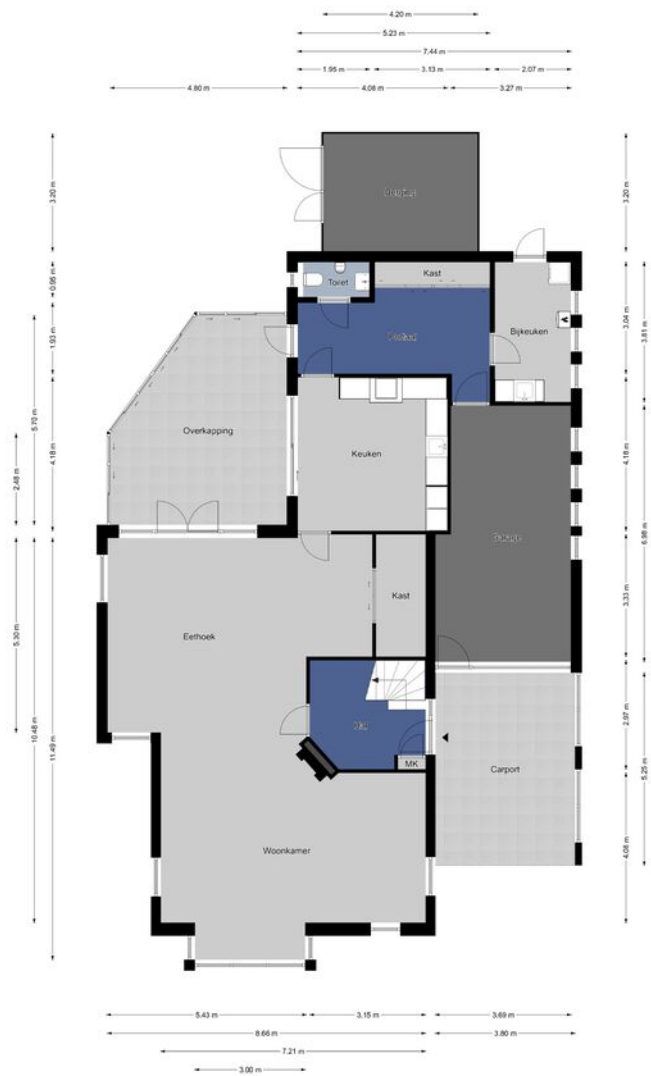 4.20 m
5.23 m
7.44 m
1.95 m
3.13 m
2.07 m
4.80 m
4.08 m
3.27 m
3.20 m
3.20 m
Berging
0.95 m
Toilet
Kast
3.04 m
3.81 m
Bijkeuken
1.93 m
Portaal
5.70 m
4.18 m
2.48 m
Overkapping
Keuken
4.18 m
6.98 m
Garage
5.30 m
10.48 m
11.49 m
Eethoek
Kast
3.33 m
Hal
MK
2.97 m
5.25 m
Carport
Woonkamer
4.08 m
5.43 m
3.15 m
3.69 m
8.66 m
3.80 m
7.21 m
3.00 m